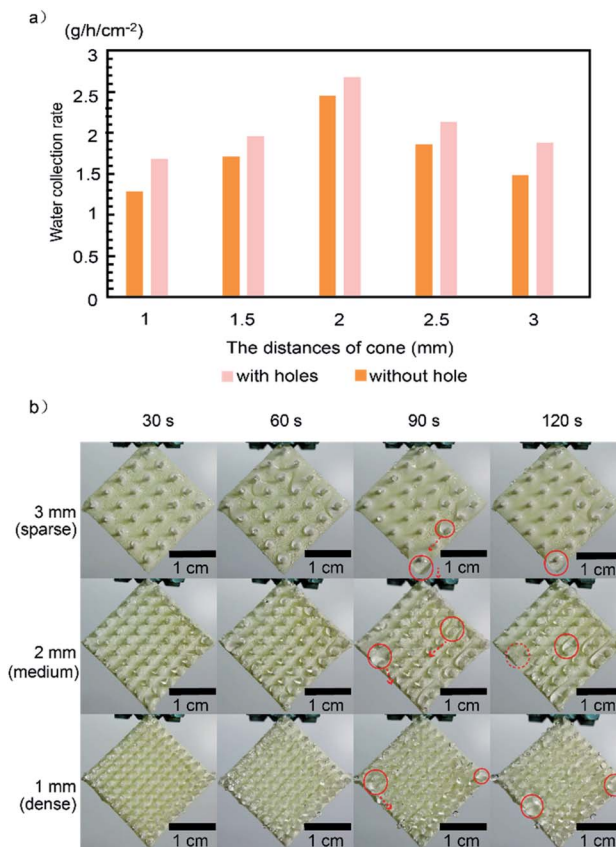 a）
(g/h/cm-2)
Water collection rate
3
2.5
2
1.5
1
0.5
0
1 1.5 2 2.5 3
The distances of cone (mm)
with holes without hole
b）
30 s 60 s 90 s 120 s
3 mm
(sparse)
1 cm 1 cm 1 cm 1 cm
2 mm
(medium)
1 cm 1 cm 1 cm 1 cm
1 mm
(dense)
1 cm 1 cm 1 cm 1 cm